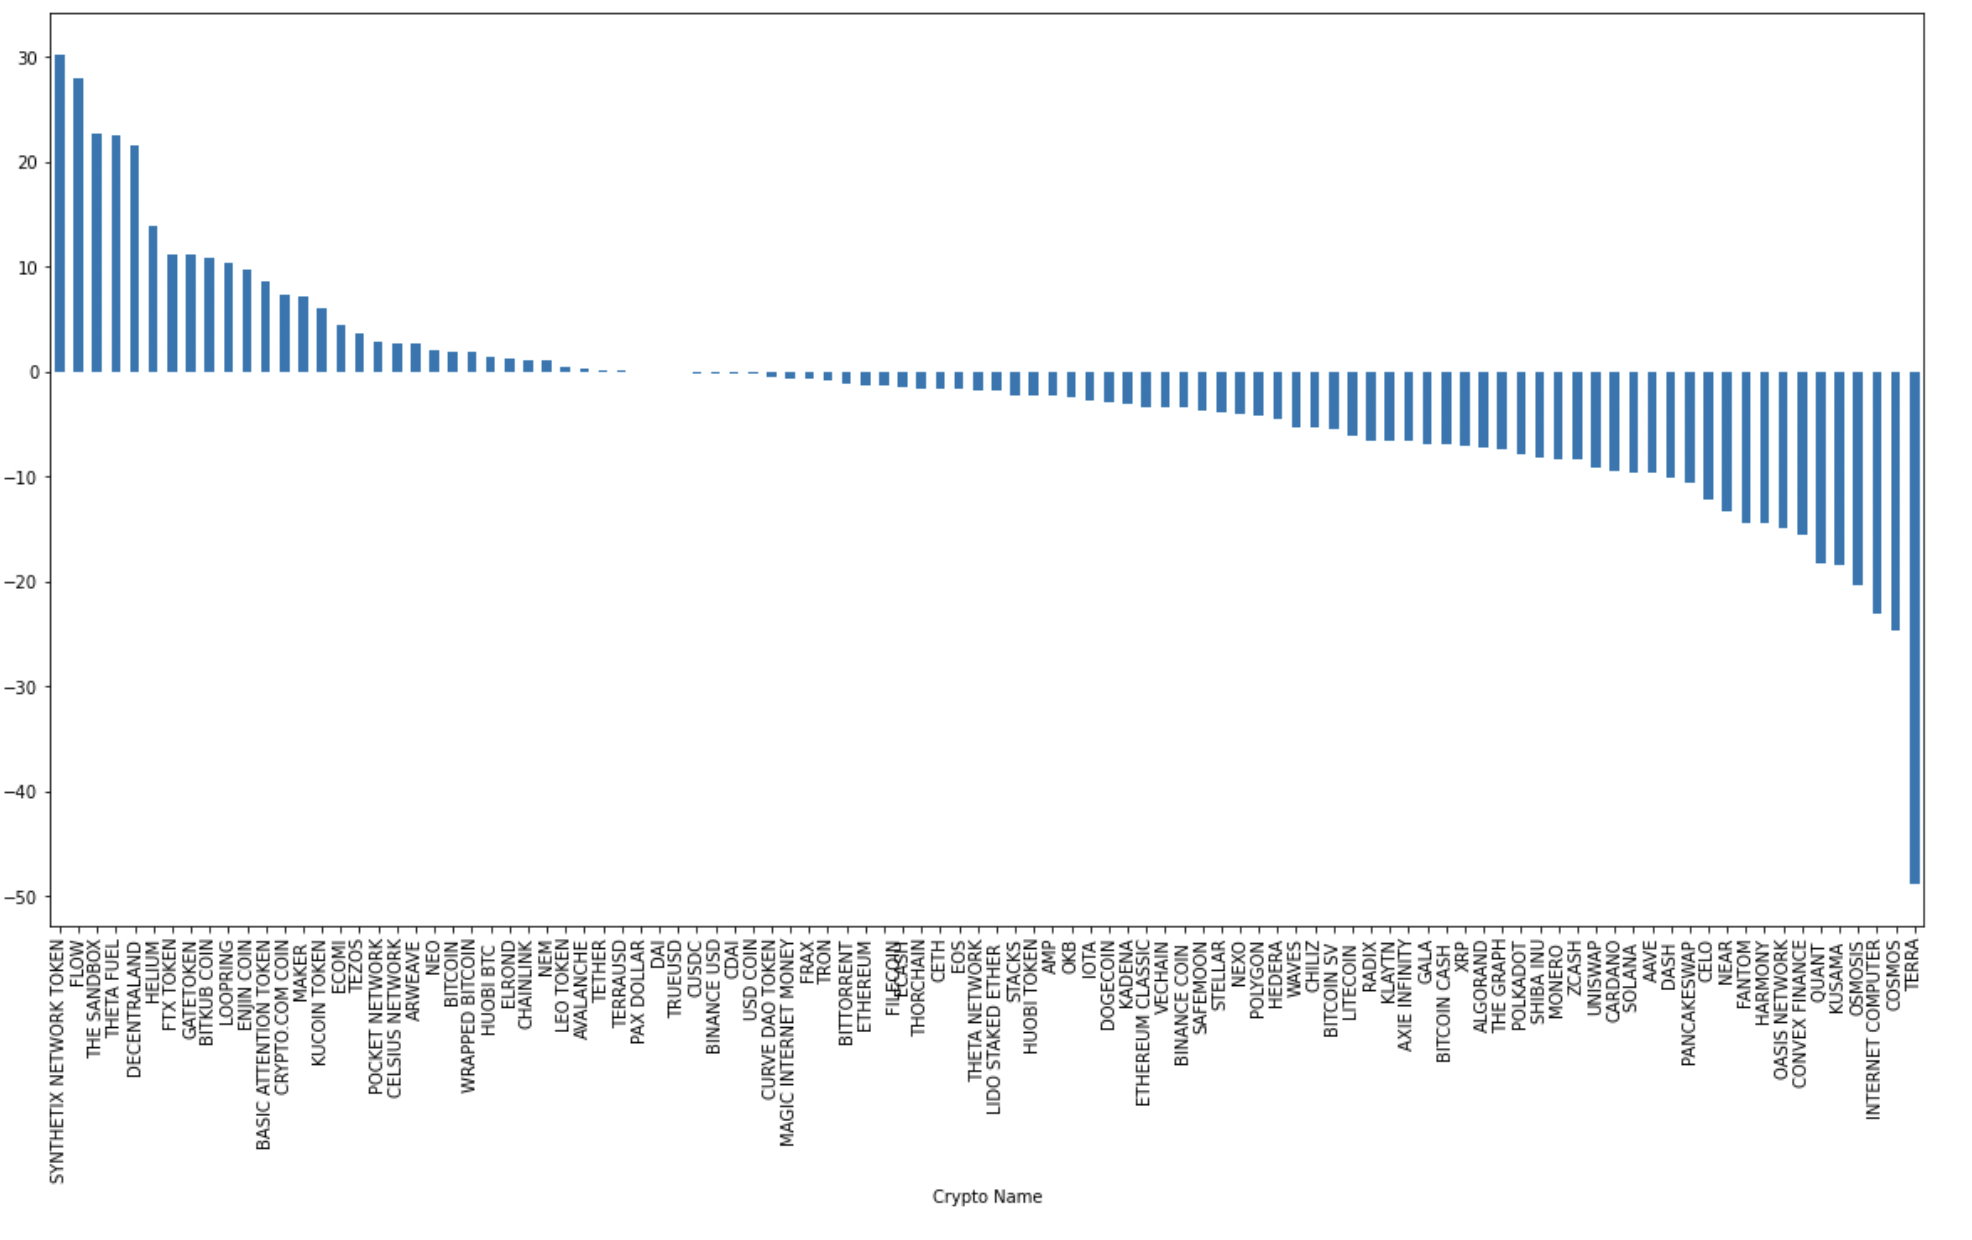 30
20
10
0
−10
−20
−30
−40
−50
SYNTHETIX NETWORK TOKEN
FLOW
THE SANDBOX
THETA FUEL
DECENTRALAND
HELIUM
FTX TOKEN
GATETOKEN
BITKUB COIN
LOOPRING
ENJIN COIN
BASIC ATTENTION TOKEN
CRYPTO.COM COIN
MAKER
KUCOIN TOKEN
ECOMI
TEZOS
POCKET NETWORK
CELSIUS NETWORK
ARWEAVE
NEO
BITCOIN
WRAPPED BITCOIN
HUOBI BTC
ELROND
CHAINLINK
NEM
LEO TOKEN
AVALANCHE
TETHER
TERRAUSD
PAX DOLLAR
DAI
TRUEUSD
CUSDC
BINANCE USD
CDAI
USD COIN
CURVE DAO TOKEN
MAGIC INTERNET MONEY
FRAX
TRON
BITTORRENT
ETHEREUM
FILECOIN
ECASH
THORCHAIN
CETH
EOS
THETA NETWORK
LIDO STAKED ETHER
STACKS
HUOBI TOKEN
AMP
OKB
IOTA
DOGECOIN
KADENA
ETHEREUM CLASSIC
VECHAIN
BINANCE COIN
SAFEMOON
STELLAR
NEXO
POLYGON
HEDERA
WAVES
CHILIZ
BITCOIN SV
LITECOIN
RADIX
KLAYTN
AXIE INFINITY
GALA
BITCOIN CASH
XRP
ALGORAND
THE GRAPH
POLKADOT
SHIBA INU
MONERO
ZCASH
UNISWAP
CARDANO
SOLANA
AAVE
DASH
PANCAKESWAP
CELO
NEAR
FANTOM
HARMONY
OASIS NETWORK
CONVEX FINANCE
QUANT
KUSAMA
OSMOSIS
INTERNET COMPUTER
COSMOS
TERRA
Crypto Name